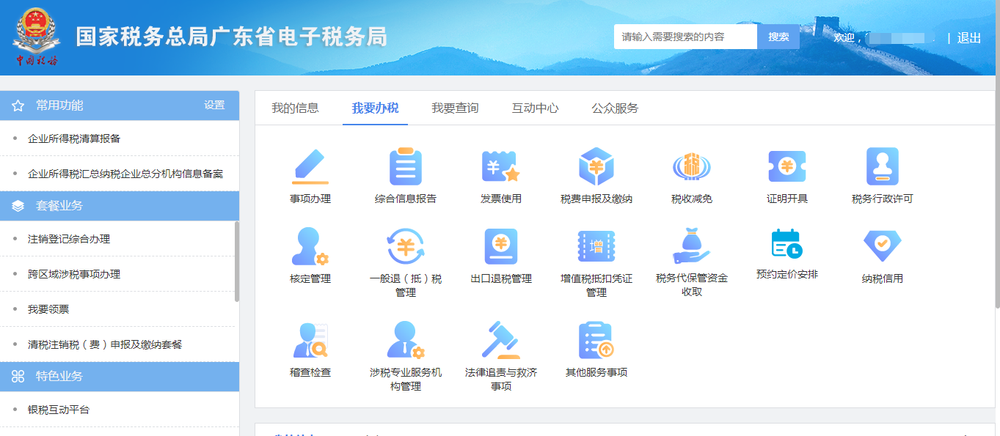 国家税务总局广东省电子税务局
中国税务
请输入需要搜索的内容
搜索
欢迎，
| 退出
常用功能
设置
企业所得税清算报备
企业所得税汇总纳税企业总分机构信息备案
套餐业务
注销登记综合办理
跨区域涉税事项办理
我要领票
清税注销税（费）申报及缴纳套餐
特色业务
银税互动平台
我的信息
我要办税
我要查询
互动中心
公众服务
事项办理
综合信息报告
发票使用
税费申报及缴纳
税
税收减免
证明开具
税务行政许可
核定管理
一般退（抵）税
管理
出口退税管理
增
增值税抵扣凭证
管理
税务代保管资金
收取
预约定价安排
纳税信用
稽查检查
涉税专业服务机
构管理
法律追责与救济
事项
其他服务事项